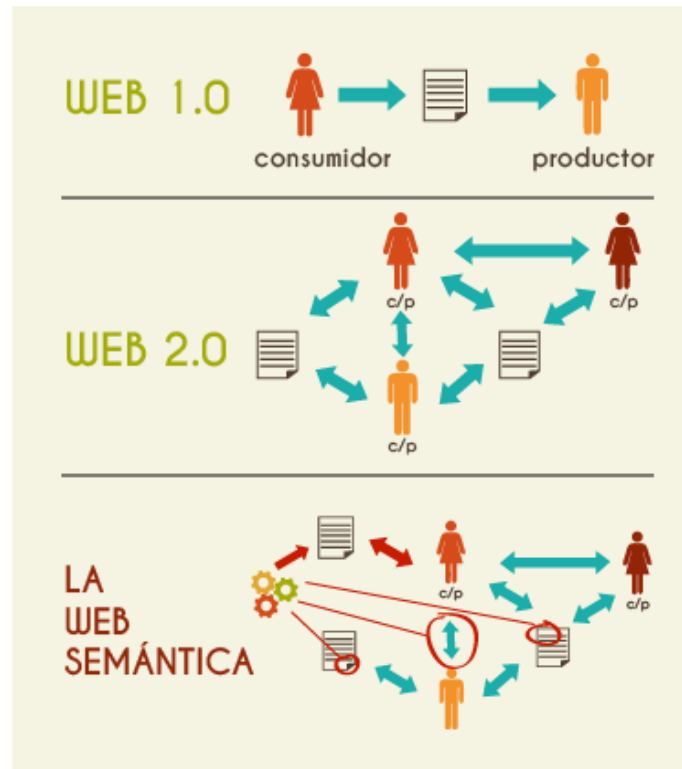 WEB 1.0
consumidor
productor
c/p
c/p
WEB 2.0
c/p
LA
WEB
SEMÁNTICA
c/p
c/p